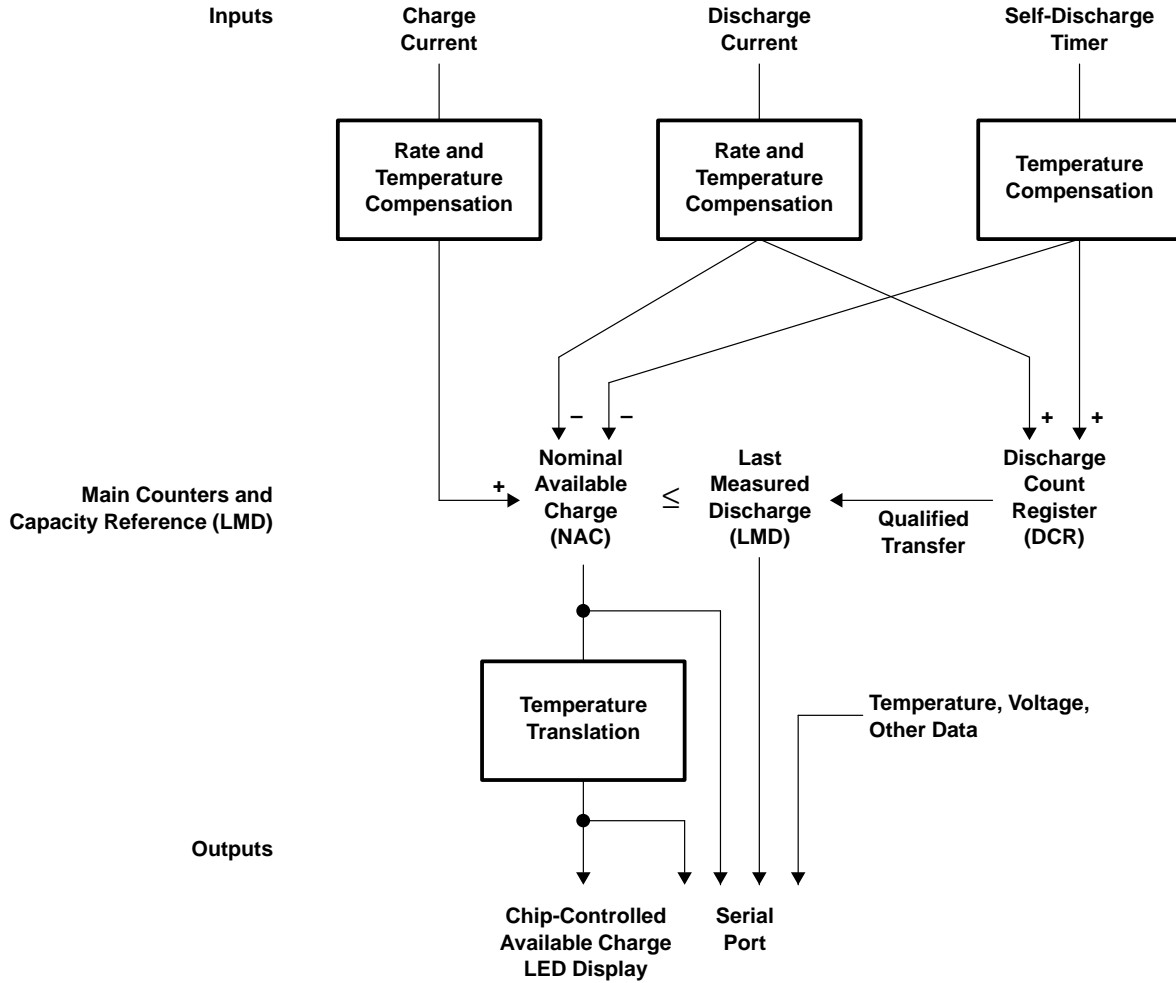 Inputs
Charge
Current
Discharge
Current
Self-Discharge
Timer
Rate and
Temperature
Compensation
Rate and
Temperature
Compensation
Temperature
Compensation
–
–
+
+
Main Counters and
Capacity Reference (LMD)
+
Nominal
Available
Charge
(NAC)
≤
Last
Measured
Discharge
(LMD)
Qualified
Transfer
Discharge
Count
Register
(DCR)
Temperature
Translation
Temperature, Voltage,
Other Data
Outputs
Chip-Controlled
Available Charge
LED Display
Serial
Port